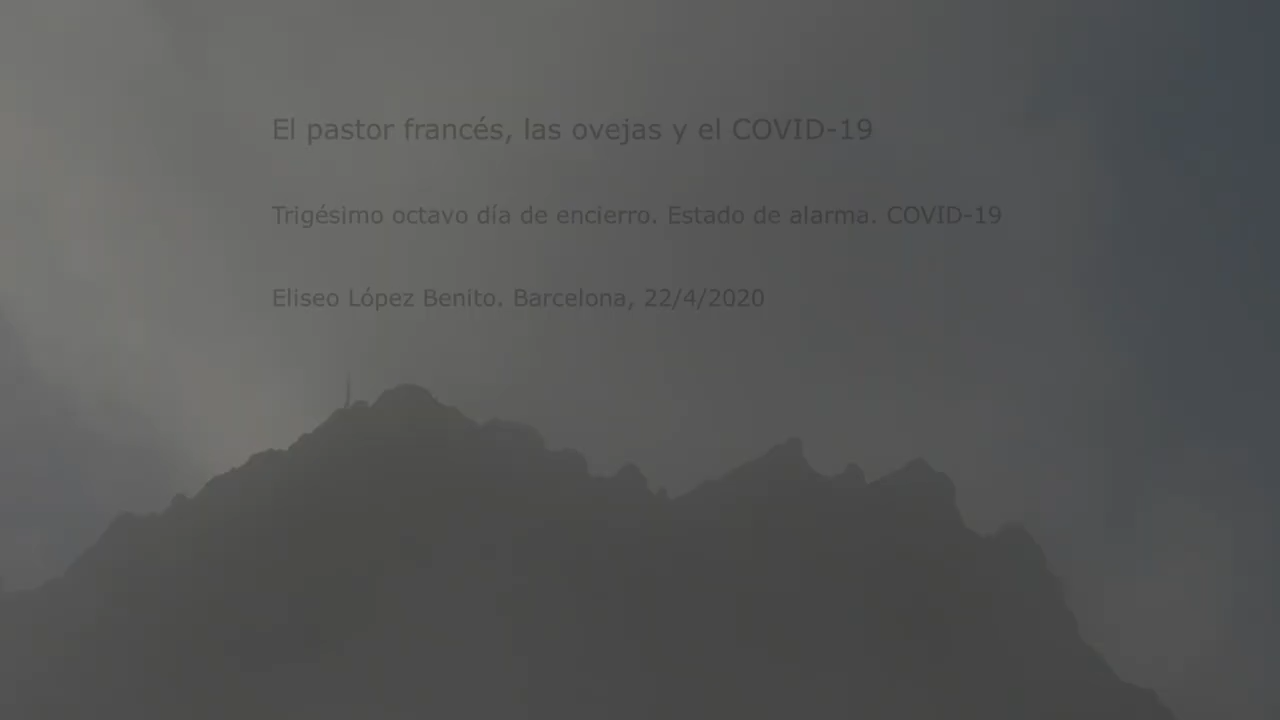 El pastor francés, las ovejas y el COVID-19
Trigésimo octavo día de encierro. Estado de alarma. COVID-19
Eliseo López Benito. Barcelona, 22/4/2020